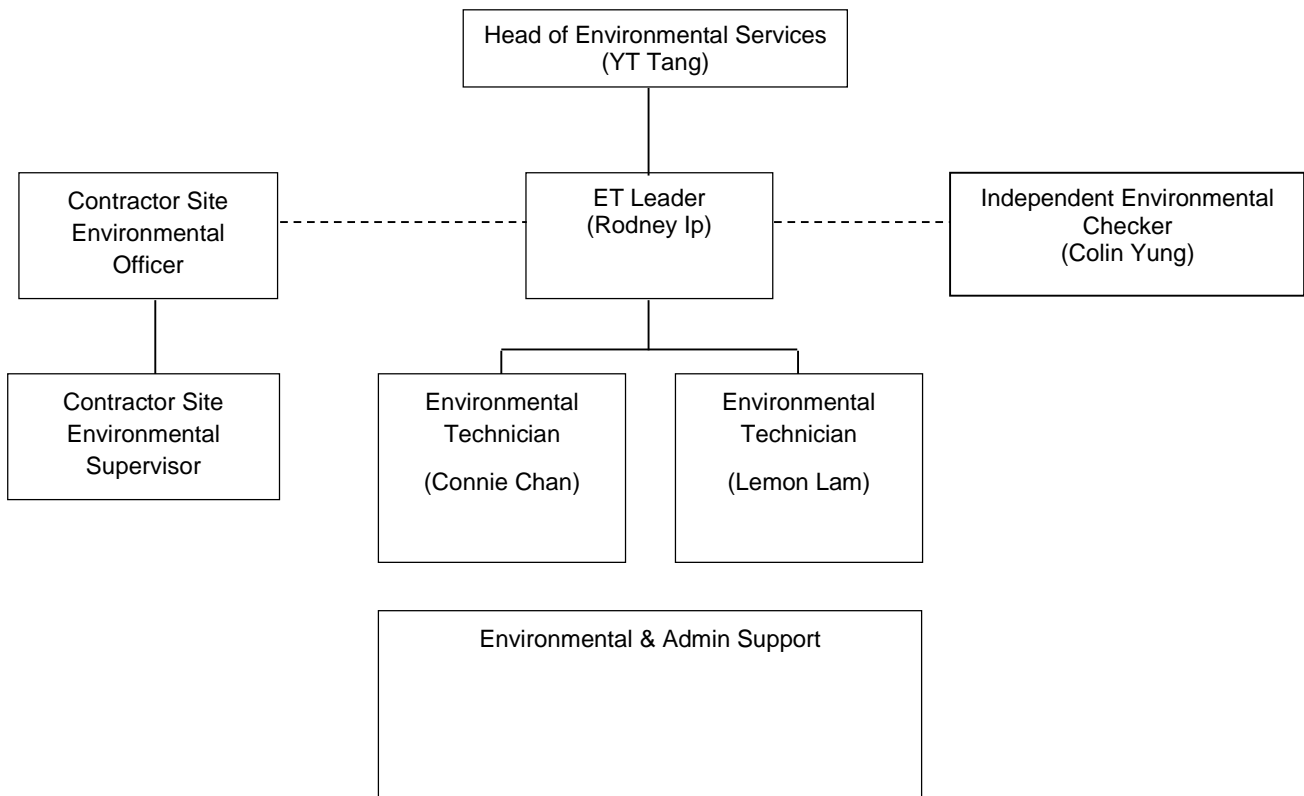 Head of Environmental Services
(YT Tang)
Contractor Site
Environmental
Officer
ET Leader
(Rodney Ip)
Independent Environmental
Checker
(Colin Yung)
Contractor Site
Environmental
Supervisor
Environmental
Technician
(Connie Chan)
Environmental
Technician
(Lemon Lam)
Environmental & Admin Support